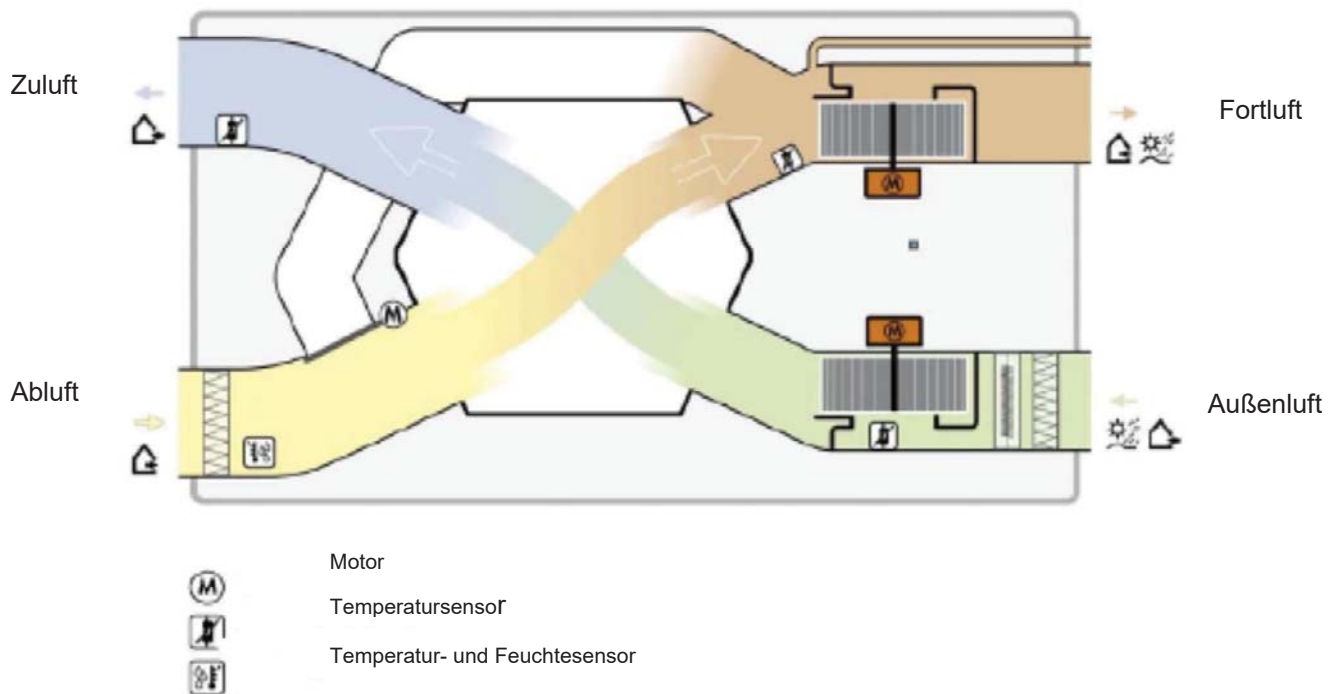 Zuluft
Fortluft
M
M
M
Abluft
Außenluft
Motor
M
Temperatursensor
Temperatur- und Feuchtesensor